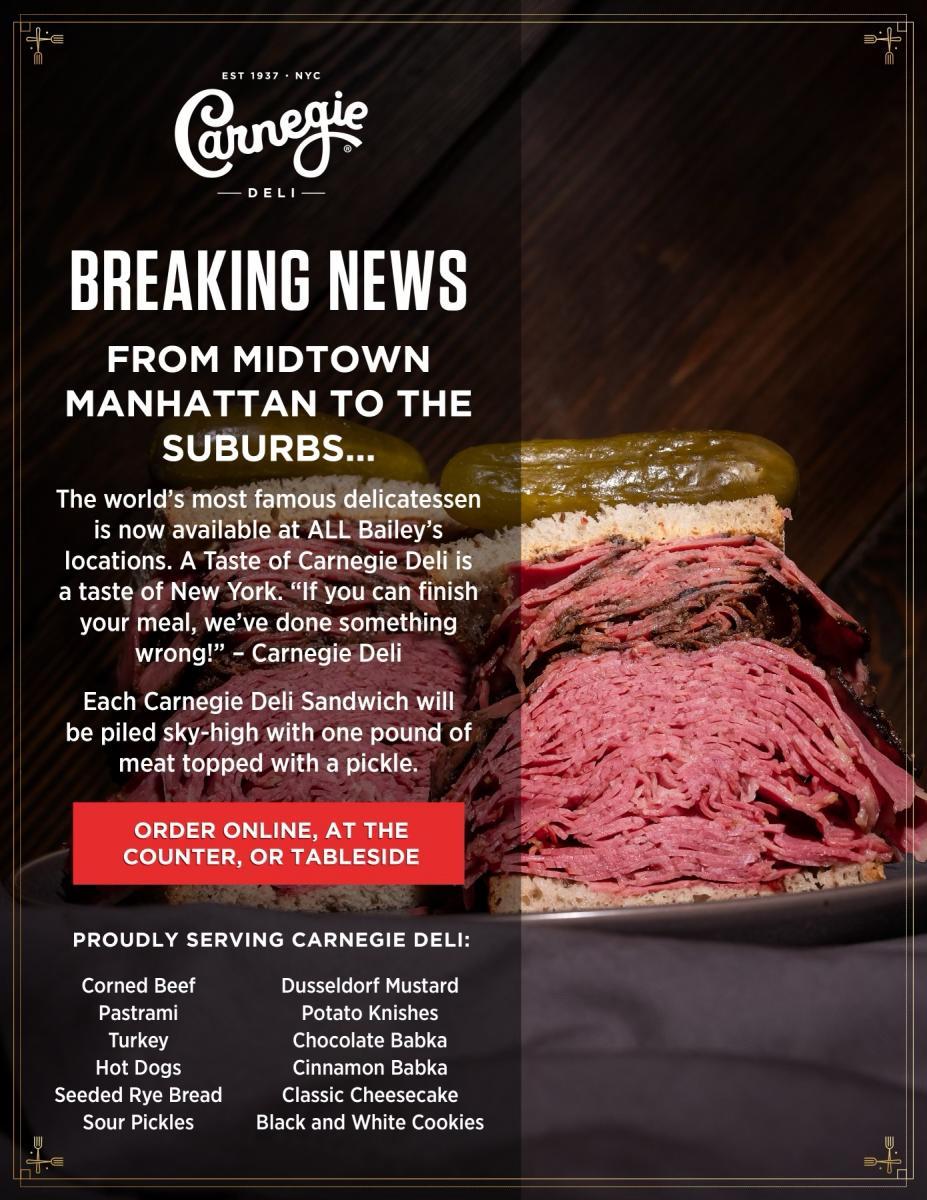 EST 1937 · NYC
Carnegie®
DELI
BREAKING NEWS
FROM MIDTOWN
MANHATTAN TO THE
SUBURBS...
The world’s most famous delicatessen
is now available at ALL Bailey’s
locations. A Taste of Carnegie Deli is
a taste of New York. “If you can finish
your meal, we’ve done something
wrong!” – Carnegie Deli
Each Carnegie Deli Sandwich will
be piled sky-high with one pound of
meat topped with a pickle.
ORDER ONLINE, AT THE
COUNTER, OR TABLESIDE
PROUDLY SERVING CARNEGIE DELI:
Corned Beef
Pastrami
Turkey
Hot Dogs
Seeded Rye Bread
Sour Pickles
Dusseldorf Mustard
Potato Knishes
Chocolate Babka
Cinnamon Babka
Classic Cheesecake
Black and White Cookies